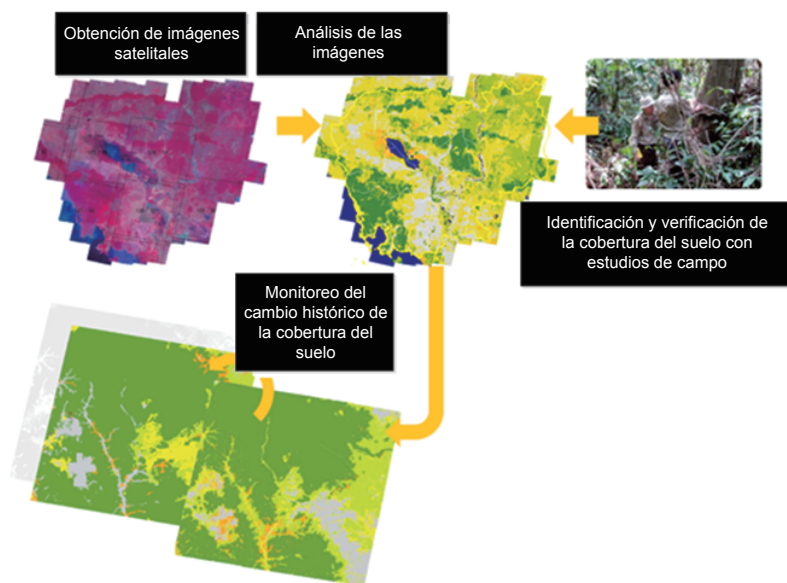 Obtención de imágenes
satelitales
Análisis de las
imágenes
Identificación y verificación de
la cobertura del suelo con
estudios de campo
Monitoreo del
cambio histórico de
la cobertura del
suelo